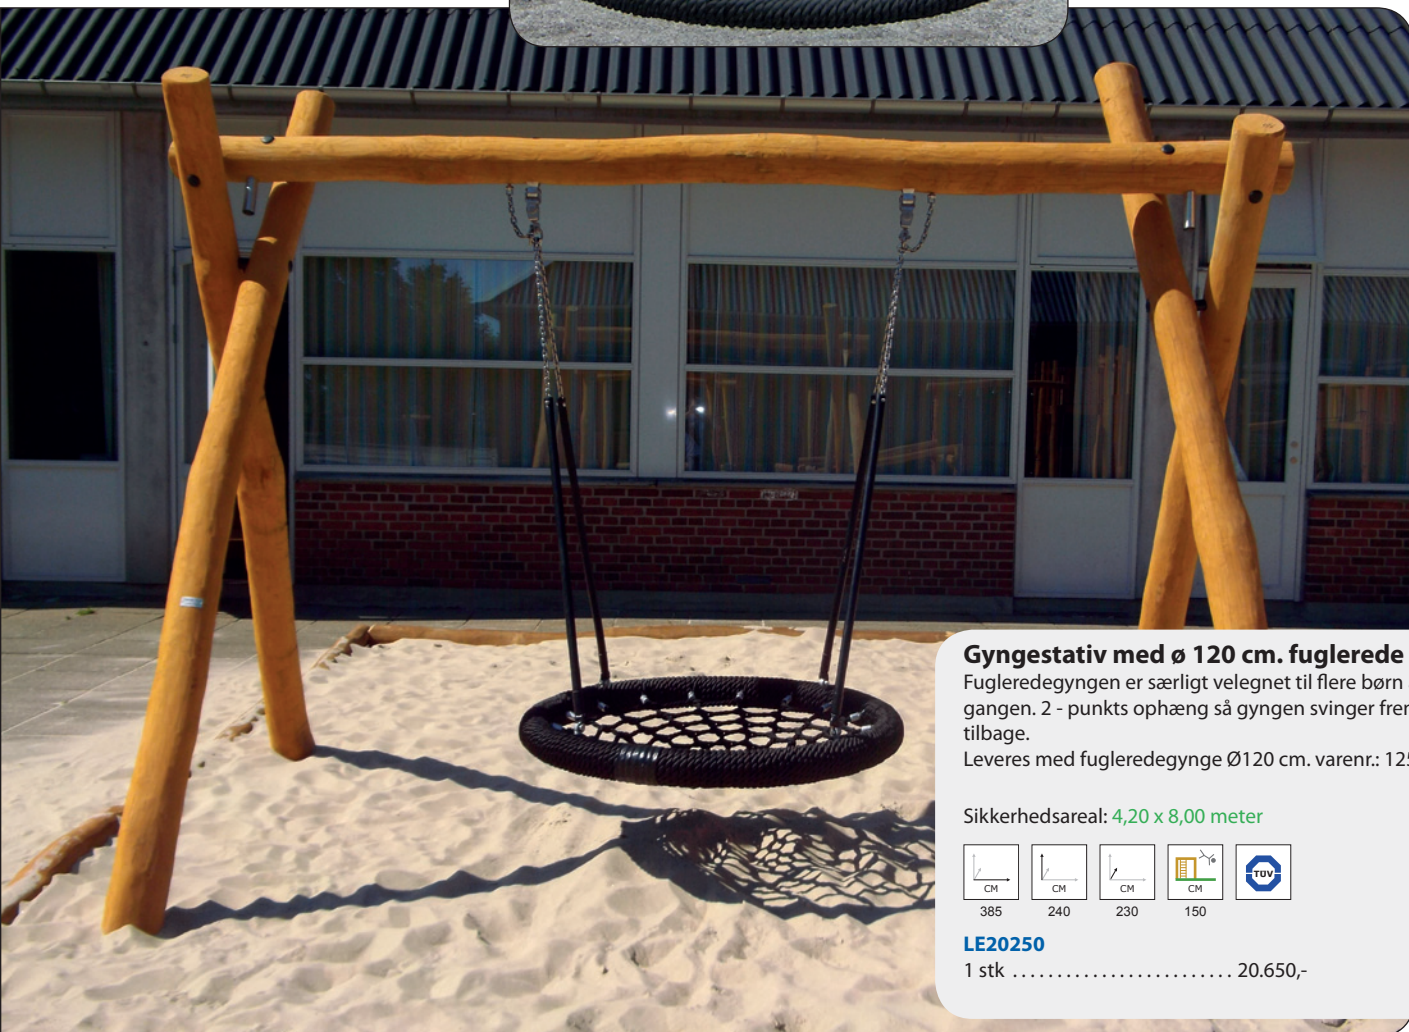 Gyngestativ med ø 120 cm. fuglerede
Fugleredegyngen er særligt velegnet til flere børn
gangen. 2 - punkts ophæng så gyngen svinger
tilbage.
Leveres med fugleredegynge Ø120 cm. varenr.:
Sikkerhedsareal: 4,20 x 8,00 meter
CM CM CM CM TÜV
385 240 230 150
LE20250
1 stk ......................... 20.650,-